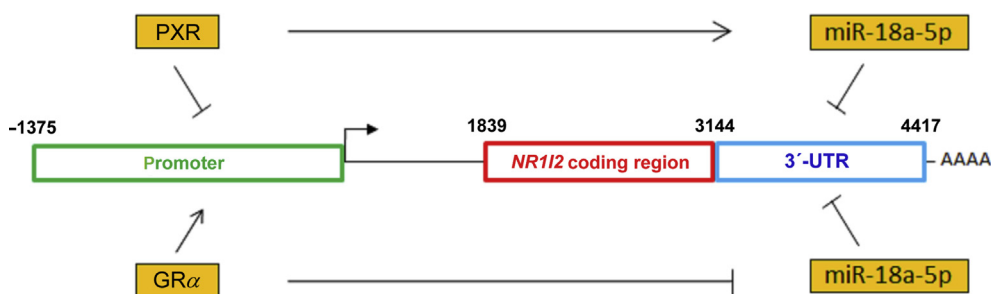 PXR
miR-18a-5p
–1375
1839
3144
4417
Promoter
NR1I2 coding region
3´-UTR
AAAA
GRα
miR-18a-5p